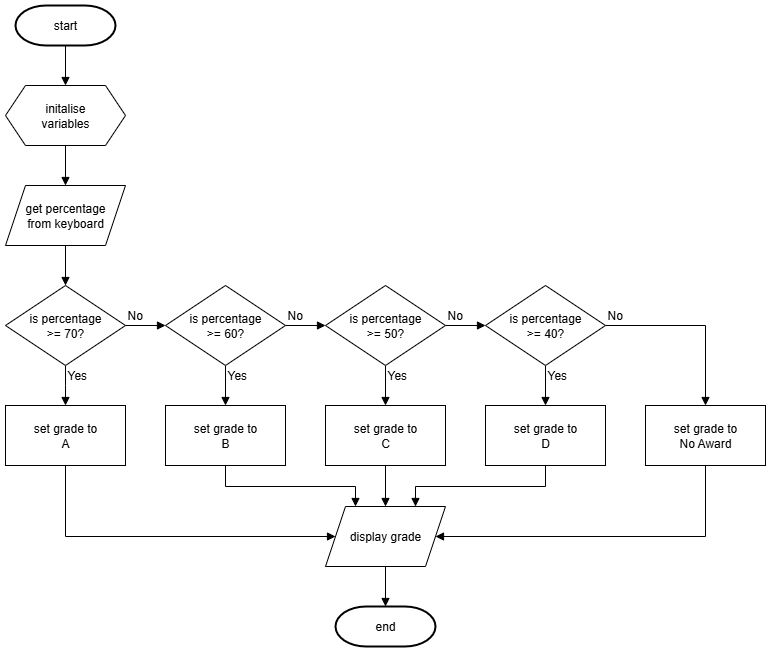 start
initalise
variables
get percentage
from keyboard
is percentage
>= 70?
No
is percentage
>= 60?
No
is percentage
>= 50?
No
is percentage
>= 40?
No
Yes
Yes
Yes
Yes
set grade to
A
set grade to
B
set grade to
C
set grade to
D
set grade to
No Award
display grade
end